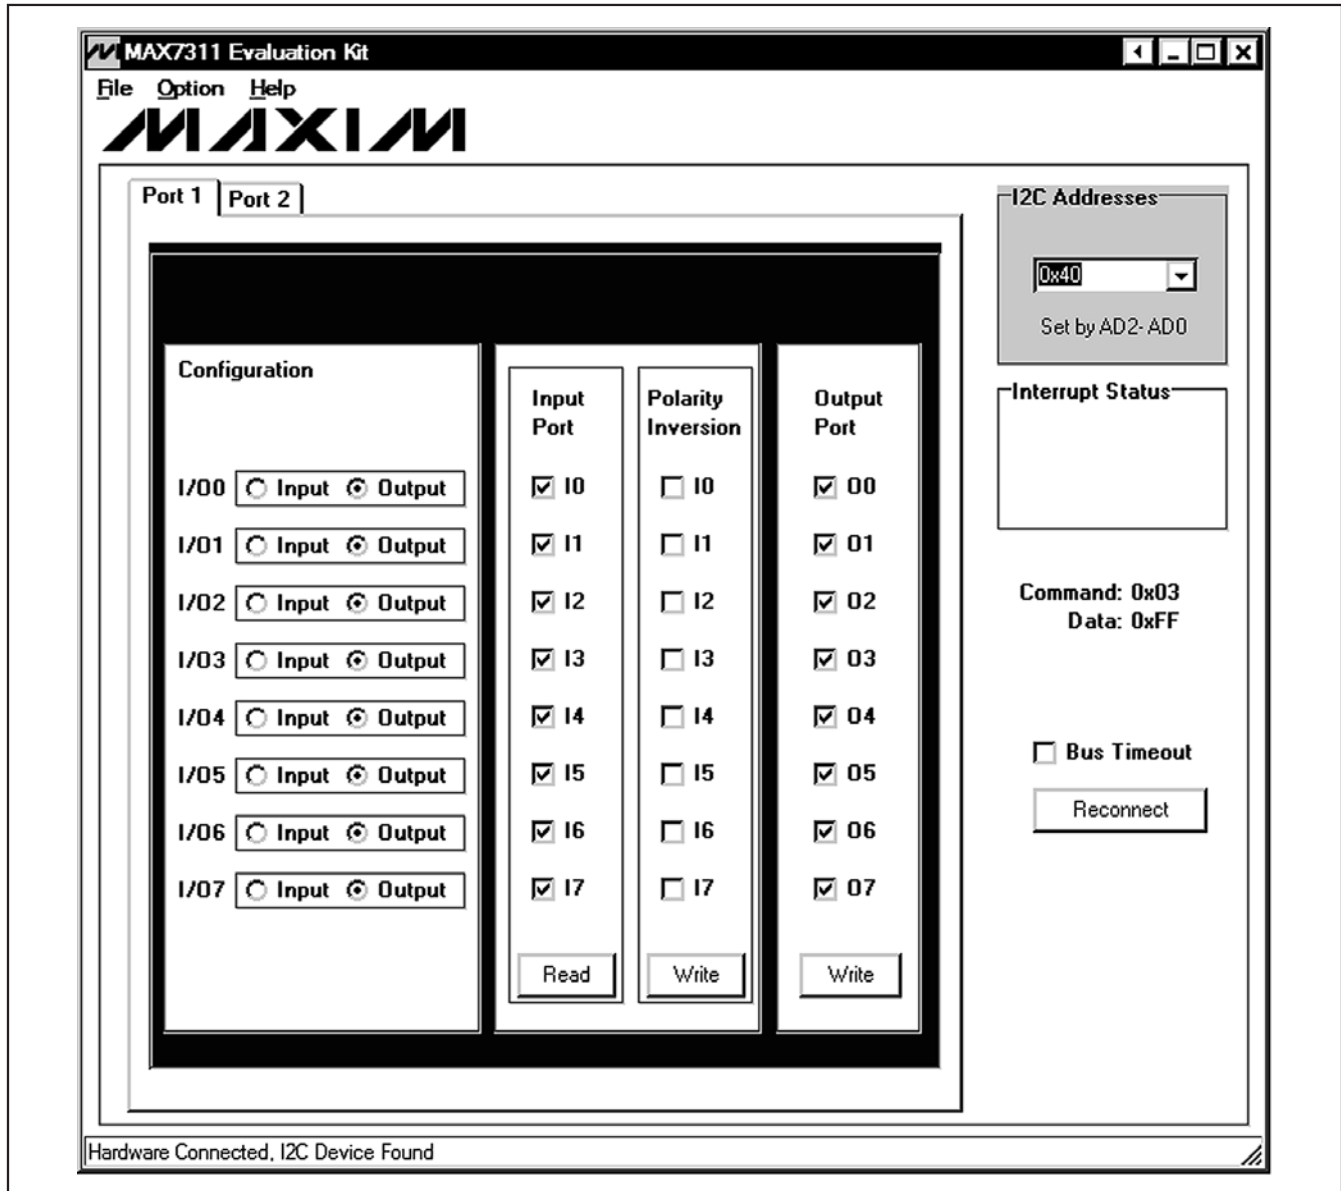 MAX7311 Evaluation Kit
File Option Help
MAXIM
Port 1 Port 2
I2C Addresses
0x40
Set by AD2- AD0
Interrupt Status
Command: 0x03
Data: 0xFF
Bus Timeout
Reconnect
Configuration
Input Port
Polarity Inversion
Output Port
I/O0 Input Output I0 I0 O0
I/O1 Input Output I1 I1 O1
I/O2 Input Output I2 I2 O2
I/O3 Input Output I3 I3 O3
I/O4 Input Output I4 I4 O4
I/O5 Input Output I5 I5 O5
I/O6 Input Output I6 I6 O6
I/O7 Input Output I7 I7 O7
Read Write Write
Hardware Connected, I2C Device Found